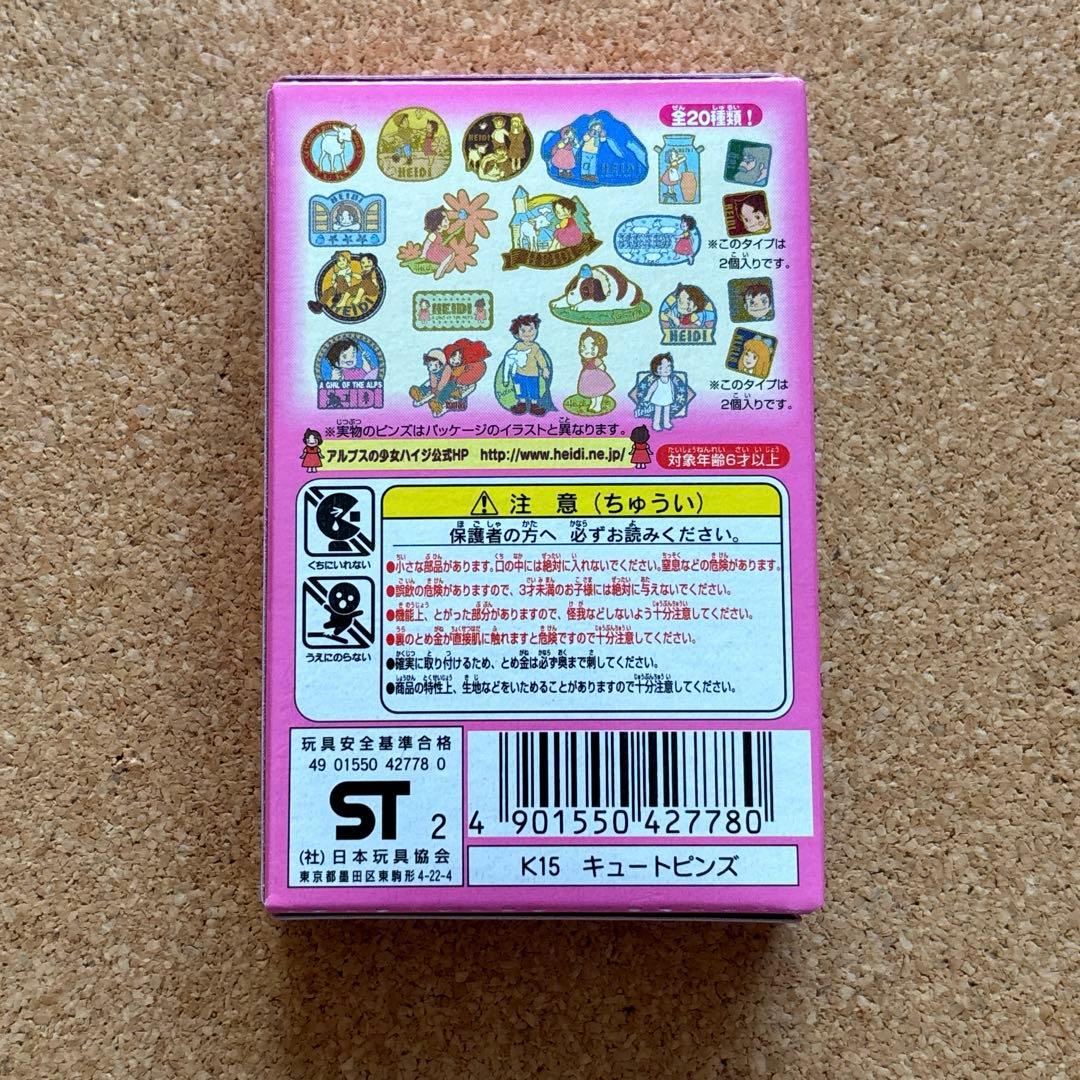 全20種類！
HEIDI
HEIDI
HEIDI
HEIDI
HEIDI
HEIDI
※このタイプは
2個入りです。
HEIDI
HEIDI
HEIDI
A GIRL OF THE ALPS
HEIDI
Heidi
※このタイプは
2個入りです。
※実物のピンズはパッケージのイラストと異なります。
アルプスの少女ハイジ公式HP http://www.heidi.ne.jp/
対象年齢6才以上
くちにいれない
うえにのらない
注 意（ちゅうい）
保護者の方へ 必ずお読みください。
●小さな部品があります。口の中には絶対に入れないでください。窒息などの危険があります。
●誤飲の危険がありますので、3才未満のお子様には絶対に与えないでください。
●機能上、とがった部分がありますので、怪我などしないよう十分注意してください。
●裏のとめ金が直接肌に触れますと危険ですので十分注意してください。
●確実に取り付けるため、とめ金は必ず奥まで刺してください。
●商品の特性上、生地などをいためることがありますので十分注意してください。
玩具安全基準合格
49 01550 42778 0
ST 2
(社)日本玩具協会
東京都墨田区東駒形4-22-4
4 901550 427780
K15 キュートピンズ